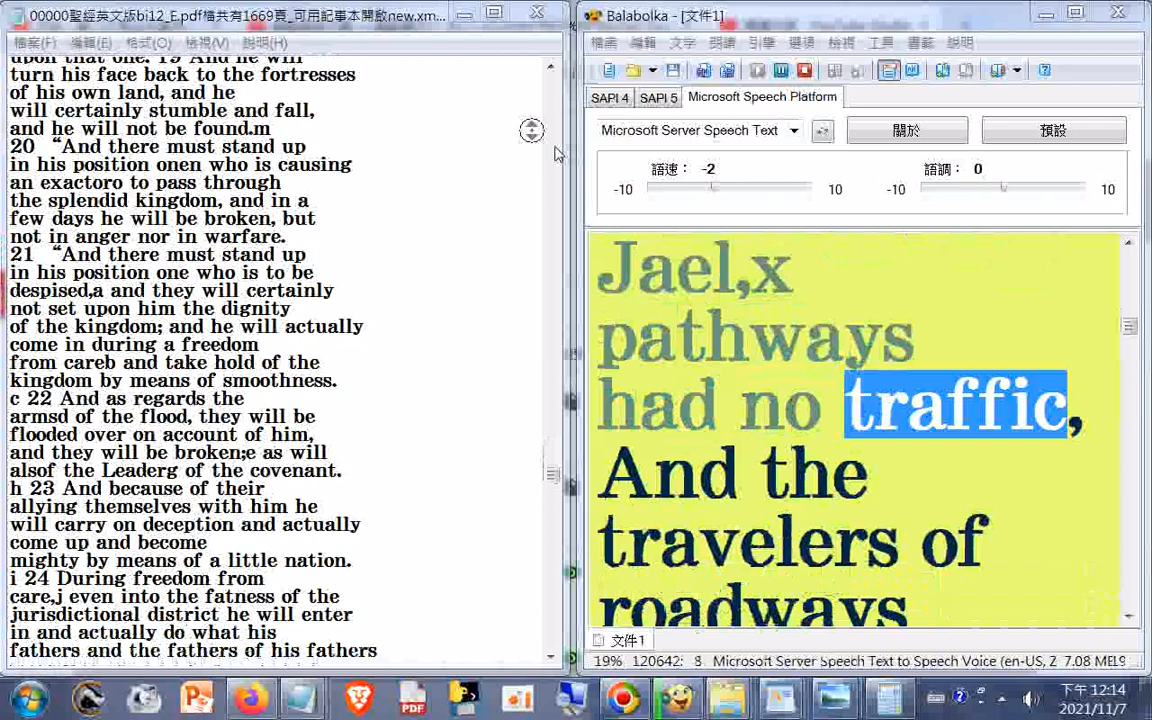 00000聖經英文版bi12_E.pdf檔共有1669頁_可用記事本開啟new.xm...
檔案(F) 編輯(E) 格式(O) 檢視(V) 說明(H)
upon that one. 19 And he will
turn his face back to the fortresses
of his own land, and he
will certainly stumble and fall,
and he will not be found.m
20 “And there must stand up
in his position onen who is causing
an exactoro to pass through
the splendid kingdom, and in a
few days he will be broken, but
not in anger nor in warfare.
21 “And there must stand up
in his position one who is to be
despised,a and they will certainly
not set upon him the dignity
of the kingdom; and he will actually
come in during a freedom
from careb and take hold of the
kingdom by means of smoothness.
c 22 And as regards the
armsd of the flood, they will be
flooded over on account of him,
and they will be broken;e as will
alsof the Leaderg of the covenant.
h 23 And because of their
allying themselves with him he
will carry on deception and actually
come up and become
mighty by means of a little nation.
i 24 During freedom from
care,j even into the fatness of the
jurisdictional district he will enter
in and actually do what his
fathers and the fathers of his fathers
Balabolka - [文件1]
檔案 編輯 文字 朗讀 引擎 選項 檢視 工具 書籤 說明
SAPI 4 SAPI 5 Microsoft Speech Platform
Microsoft Server Speech Text 關於 預設
語速： -2 語調： 0
-10 10 -10 10
Jael,x
pathways
had no traffic,
And the
travelers of
roadways
文件1
19% 120642: 8 Microsoft Server Speech Text to Speech Voice (en-US, Z 7.08 MB
PDF
下午 12:14
2021/11/7